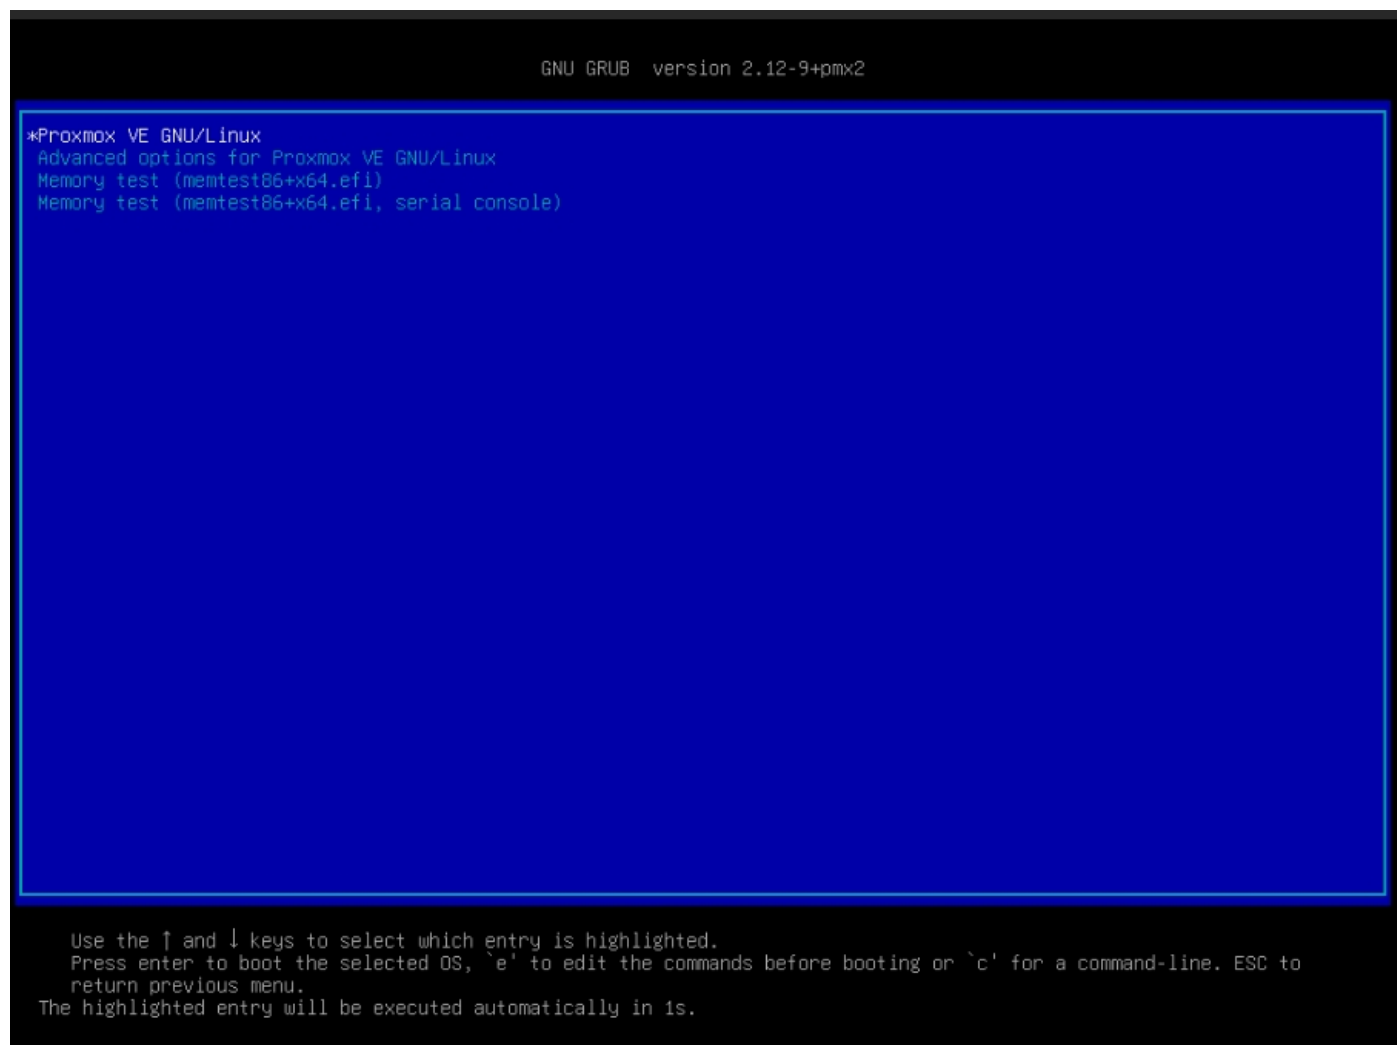 GNU GRUB  version 2.12-9+pmx2
*Proxmox VE GNU/Linux
Advanced options for Proxmox VE GNU/Linux
Memory test (memtest86+x64.efi)
Memory test (memtest86+x64.efi, serial console)
Use the ↑ and ↓ keys to select which entry is highlighted.
Press enter to boot the selected OS, `e' to edit the commands before booting or `c' for a command-line. ESC to
return previous menu.
The highlighted entry will be executed automatically in 1s.